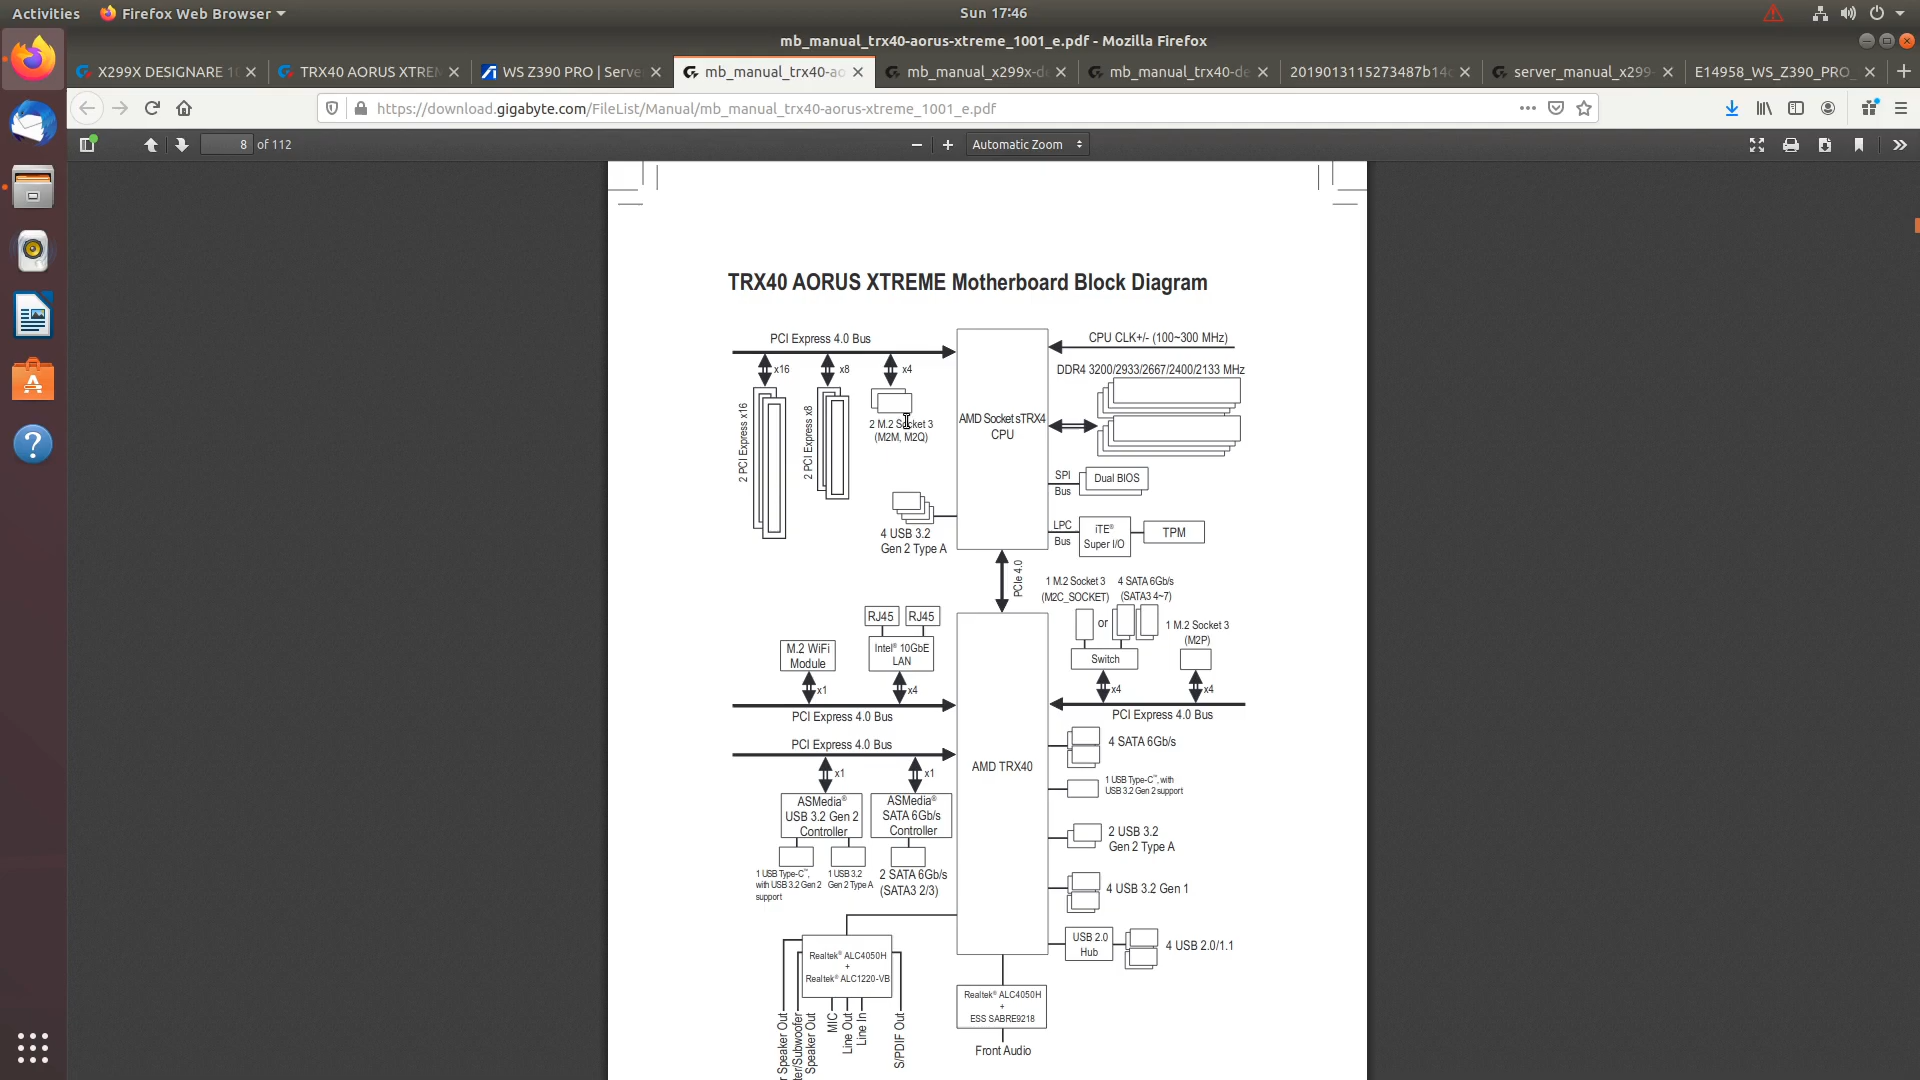 Activities
Firefox Web Browser
Sun 17:46
mb_manual_trx40-aorus-xtreme_1001_e.pdf - Mozilla Firefox
X299X DESIGNARE 1
TRX40 AORUS XTREM
WS Z390 PRO | Serve
mb_manual_trx40-ao
mb_manual_x299x-de
mb_manual_trx40-de
2019013115273487b14c
server_manual_x299-
E14958_WS_Z390_PRO_
https://download.gigabyte.com/FileList/Manual/mb_manual_trx40-aorus-xtreme_1001_e.pdf
8 of 112
Automatic Zoom
TRX40 AORUS XTREME Motherboard Block Diagram
PCI Express 4.0 Bus
x16
x8
x4
2 PCI Express x16
2 PCI Express x8
2 M.2 Socket 3
(M2M, M2Q)
4 USB 3.2
Gen 2 Type A
AMD Socket sTRX4
CPU
CPU CLK+/- (100~300 MHz)
DDR4 3200/2933/2667/2400/2133 MHz
SPI
Bus
Dual BIOS
LPC
Bus
iTE®
Super I/O
TPM
PCIe 4.0
1 M.2 Socket 3
(M2C_SOCKET)
4 SATA 6Gb/s
(SATA3 4~7)
or
Switch
x4
1 M.2 Socket 3
(M2P)
x4
PCI Express 4.0 Bus
RJ45
RJ45
M.2 WiFi
Module
Intel® 10GbE
LAN
x1
x4
PCI Express 4.0 Bus
PCI Express 4.0 Bus
x1
x1
ASMedia®
USB 3.2 Gen 2
Controller
ASMedia®
SATA 6Gb/s
Controller
1 USB Type-C™,
with USB 3.2 Gen 2
support
1 USB 3.2
Gen 2 Type A
2 SATA 6Gb/s
(SATA3 2/3)
AMD TRX40
4 SATA 6Gb/s
1 USB Type-C™, with
USB 3.2 Gen 2 support
2 USB 3.2
Gen 2 Type A
4 USB 3.2 Gen 1
USB 2.0
Hub
4 USB 2.0/1.1
Realtek® ALC4050H
+
Realtek® ALC1220-VB
r Speaker Out
ter/Subwoofer
Speaker Out
MIC
Line Out
Line In
S/PDIF Out
Realtek® ALC4050H
+
ESS SABRE9218
Front Audio